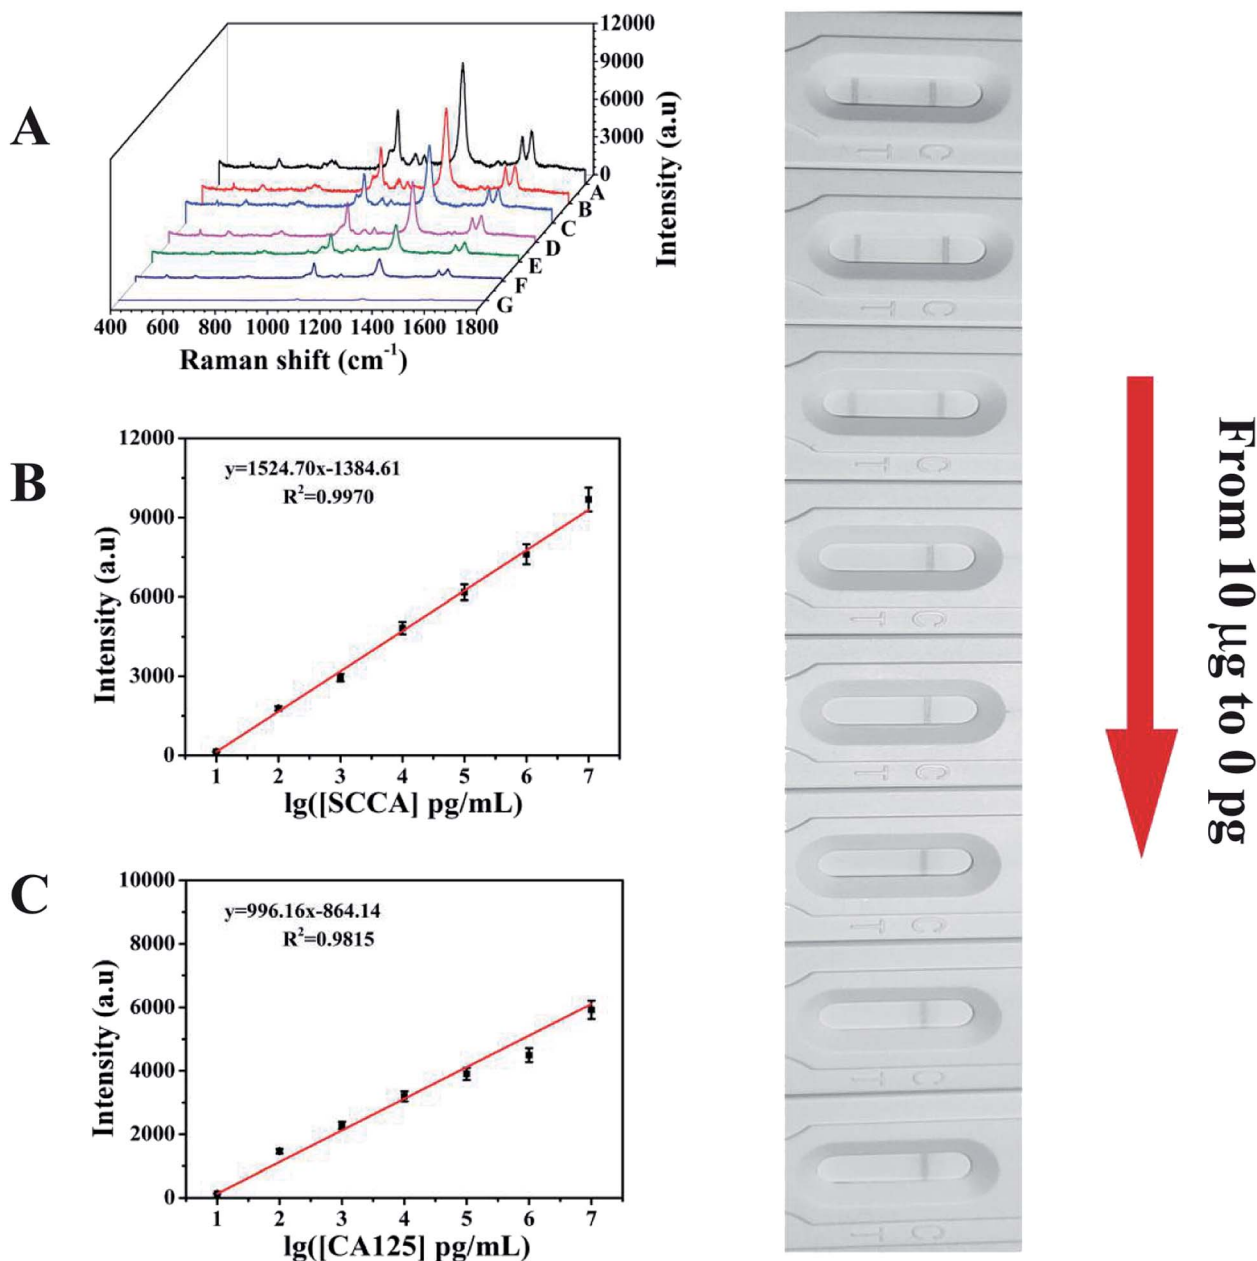 A
12000
9000
6000
3000
0
Intensity (a.u)
A
B
C
D
E
F
G
400 600 800 1000 1200 1400 1600 1800
Raman shift (cm⁻¹)
B
12000
9000
6000
3000
0
Intensity (a.u)
y=1524.70x-1384.61
R²=0.9970
1 2 3 4 5 6 7
lg([SCCA] pg/mL)
C
10000
8000
6000
4000
2000
0
Intensity (a.u)
y=996.16x-864.14
R²=0.9815
1 2 3 4 5 6 7
lg([CA125] pg/mL)
T C
T C
T C
T C
T C
T C
T C
T C
From 10 μg to 0 pg